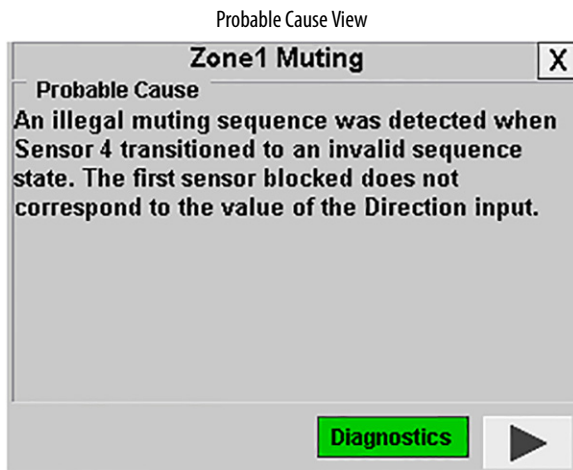 Probable Cause View
Zone1 Muting
X
Probable Cause
An illegal muting sequence was detected when
Sensor 4 transitioned to an invalid sequence
state. The first sensor blocked does not
correspond to the value of the Direction input.
Diagnostics